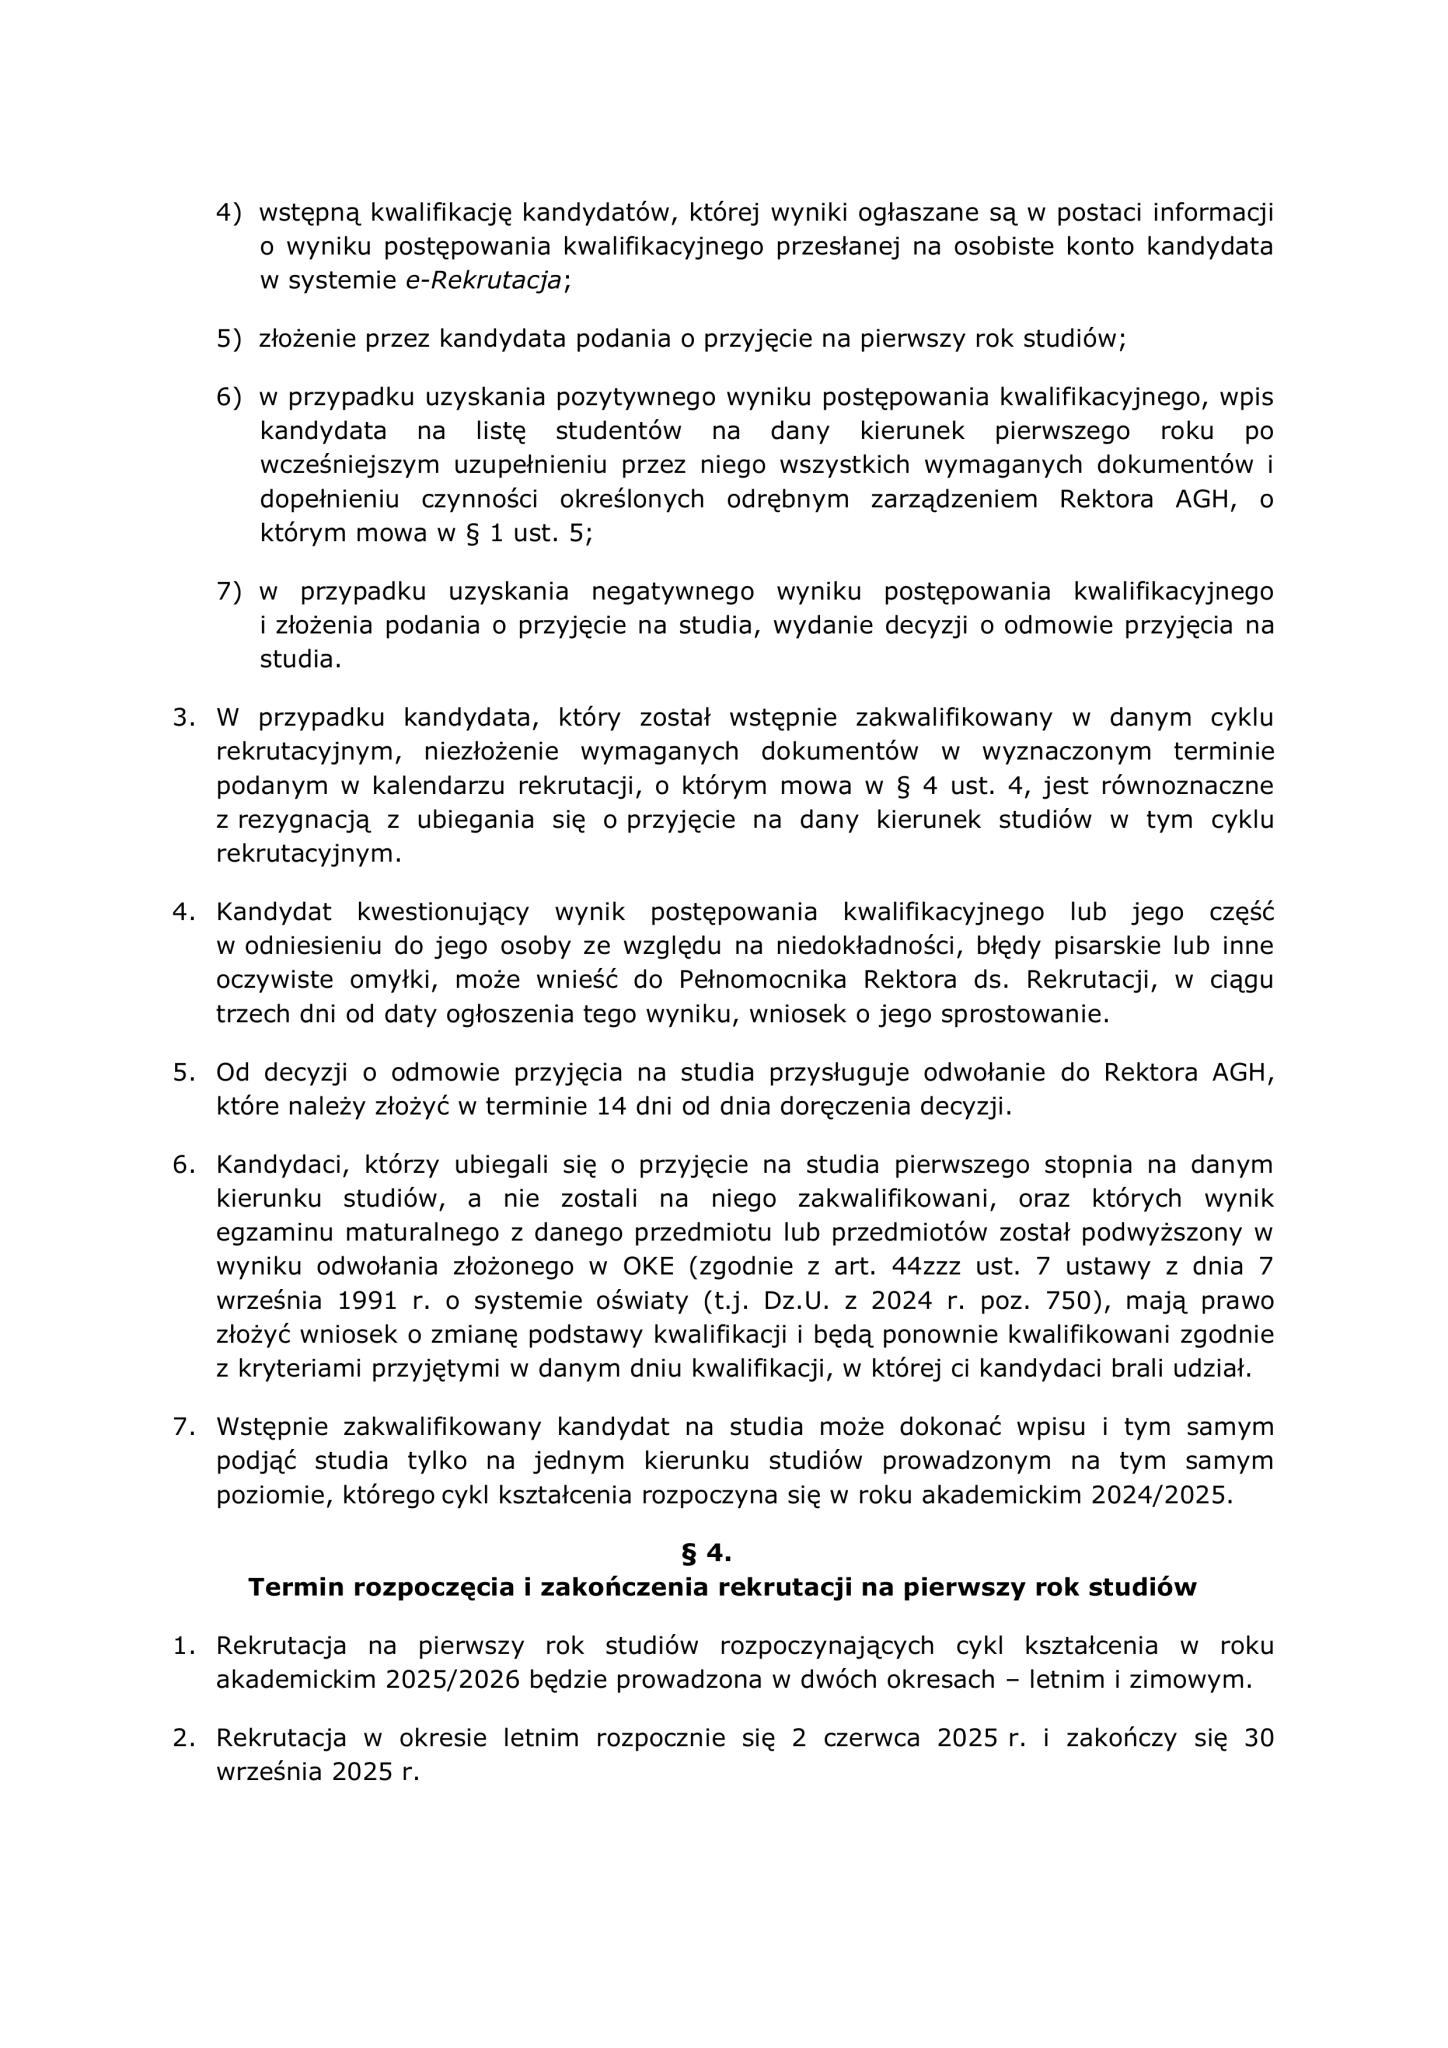 4) wstępną kwalifikację kandydatów, której wyniki ogłaszane są w postaci informacji
o wyniku postępowania kwalifikacyjnego przesłanej na osobiste konto kandydata
w systemie e-Rekrutacja;
5) złożenie przez kandydata podania o przyjęcie na pierwszy rok studiów;
6) w przypadku uzyskania pozytywnego wyniku postępowania kwalifikacyjnego, wpis
kandydata na listę studentów na dany kierunek pierwszego roku po
wcześniejszym uzupełnieniu przez niego wszystkich wymaganych dokumentów i
dopełnieniu czynności określonych odrębnym zarządzeniem Rektora AGH, o
którym mowa w § 1 ust. 5;
7) w przypadku uzyskania negatywnego wyniku postępowania kwalifikacyjnego
i złożenia podania o przyjęcie na studia, wydanie decyzji o odmowie przyjęcia na
studia.
3. W przypadku kandydata, który został wstępnie zakwalifikowany w danym cyklu
rekrutacyjnym, niezłożenie wymaganych dokumentów w wyznaczonym terminie
podanym w kalendarzu rekrutacji, o którym mowa w § 4 ust. 4, jest równoznaczne
z rezygnacją z ubiegania się o przyjęcie na dany kierunek studiów w tym cyklu
rekrutacyjnym.
4. Kandydat kwestionujący wynik postępowania kwalifikacyjnego lub jego część
w odniesieniu do jego osoby ze względu na niedokładności, błędy pisarskie lub inne
oczywiste omyłki, może wnieść do Pełnomocnika Rektora ds. Rekrutacji, w ciągu
trzech dni od daty ogłoszenia tego wyniku, wniosek o jego sprostowanie.
5. Od decyzji o odmowie przyjęcia na studia przysługuje odwołanie do Rektora AGH,
które należy złożyć w terminie 14 dni od dnia doręczenia decyzji.
6. Kandydaci, którzy ubiegali się o przyjęcie na studia pierwszego stopnia na danym
kierunku studiów, a nie zostali na niego zakwalifikowani, oraz których wynik
egzaminu maturalnego z danego przedmiotu lub przedmiotów został podwyższony w
wyniku odwołania złożonego w OKE (zgodnie z art. 44zzz ust. 7 ustawy z dnia 7
września 1991 r. o systemie oświaty (t.j. Dz.U. z 2024 r. poz. 750), mają prawo
złożyć wniosek o zmianę podstawy kwalifikacji i będą ponownie kwalifikowani zgodnie
z kryteriami przyjętymi w danym dniu kwalifikacji, w której ci kandydaci brali udział.
7. Wstępnie zakwalifikowany kandydat na studia może dokonać wpisu i tym samym
podjąć studia tylko na jednym kierunku studiów prowadzonym na tym samym
poziomie, którego cykl kształcenia rozpoczyna się w roku akademickim 2024/2025.
§ 4.
Termin rozpoczęcia i zakończenia rekrutacji na pierwszy rok studiów
1. Rekrutacja na pierwszy rok studiów rozpoczynających cykl kształcenia w roku
akademickim 2025/2026 będzie prowadzona w dwóch okresach – letnim i zimowym.
2. Rekrutacja w okresie letnim rozpocznie się 2 czerwca 2025 r. i zakończy się 30
września 2025 r.